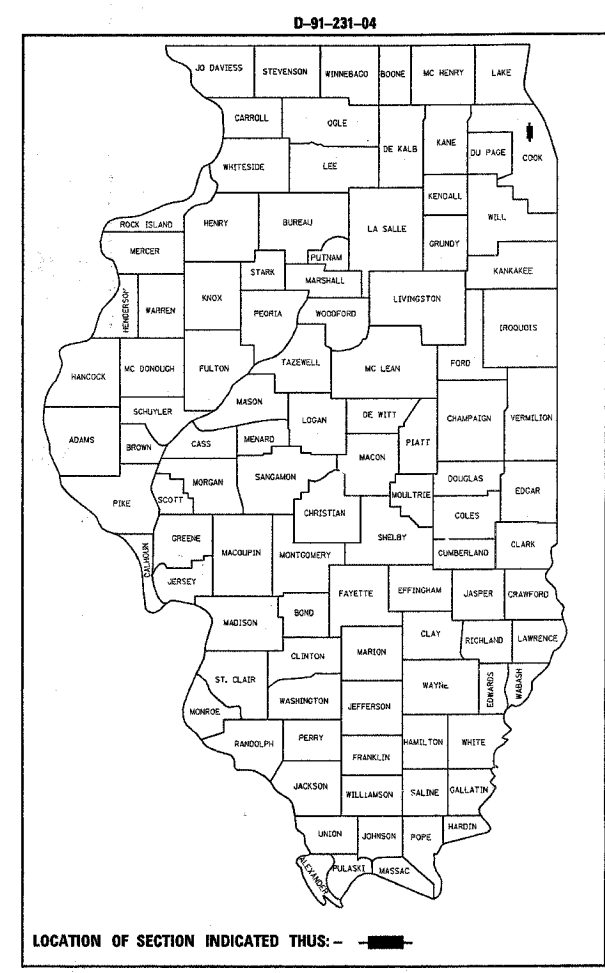 D-91-231-04
JO DAVIESS STEVENSON WINNEBAGO BOONE MC HENRY LAKE
CARROLL OGLE DE KALB KANE DU PAGE COOK
WHITESIDE LEE
KENDALL WILL
ROCK ISLAND HENRY BUREAU LA SALLE GRUNDY
MERCER PUTNAM
STARK MARSHALL KANKAKEE
HENDERSON WARREN KNOX PEORIA WOODFORD LIVINGSTON IROQUOIS
HANCOCK MC DONOUGH FULTON TAZEWELL MC LEAN FORD
SCHUYLER MASON LOGAN DE WITT CHAMPAIGN VERMILION
ADAMS BROWN CASS MENARD MACON PIATT
PIKE SCOTT MORGAN SANGAMON CHRISTIAN MOULTRIE DOUGLAS EDGAR
COLES
CALHOUN GREENE MACOUPIN MONTGOMERY SHELBY CUMBERLAND CLARK
JERSEY FAYETTE EFFINGHAM JASPER CRAWFORD
MADISON BOND
CLAY RICHLAND LAWRENCE
CLINTON MARION
ST. CLAIR WAYNE EDWARDS WABASH
MONROE WASHINGTON JEFFERSON
RANDOLPH PERRY HAMILTON WHITE
FRANKLIN
JACKSON WILLIAMSON SALINE GALLATIN
UNION JOHNSON POPE HARDIN
ALEXANDER PULASKI MASSAC
LOCATION OF SECTION INDICATED THUS: -